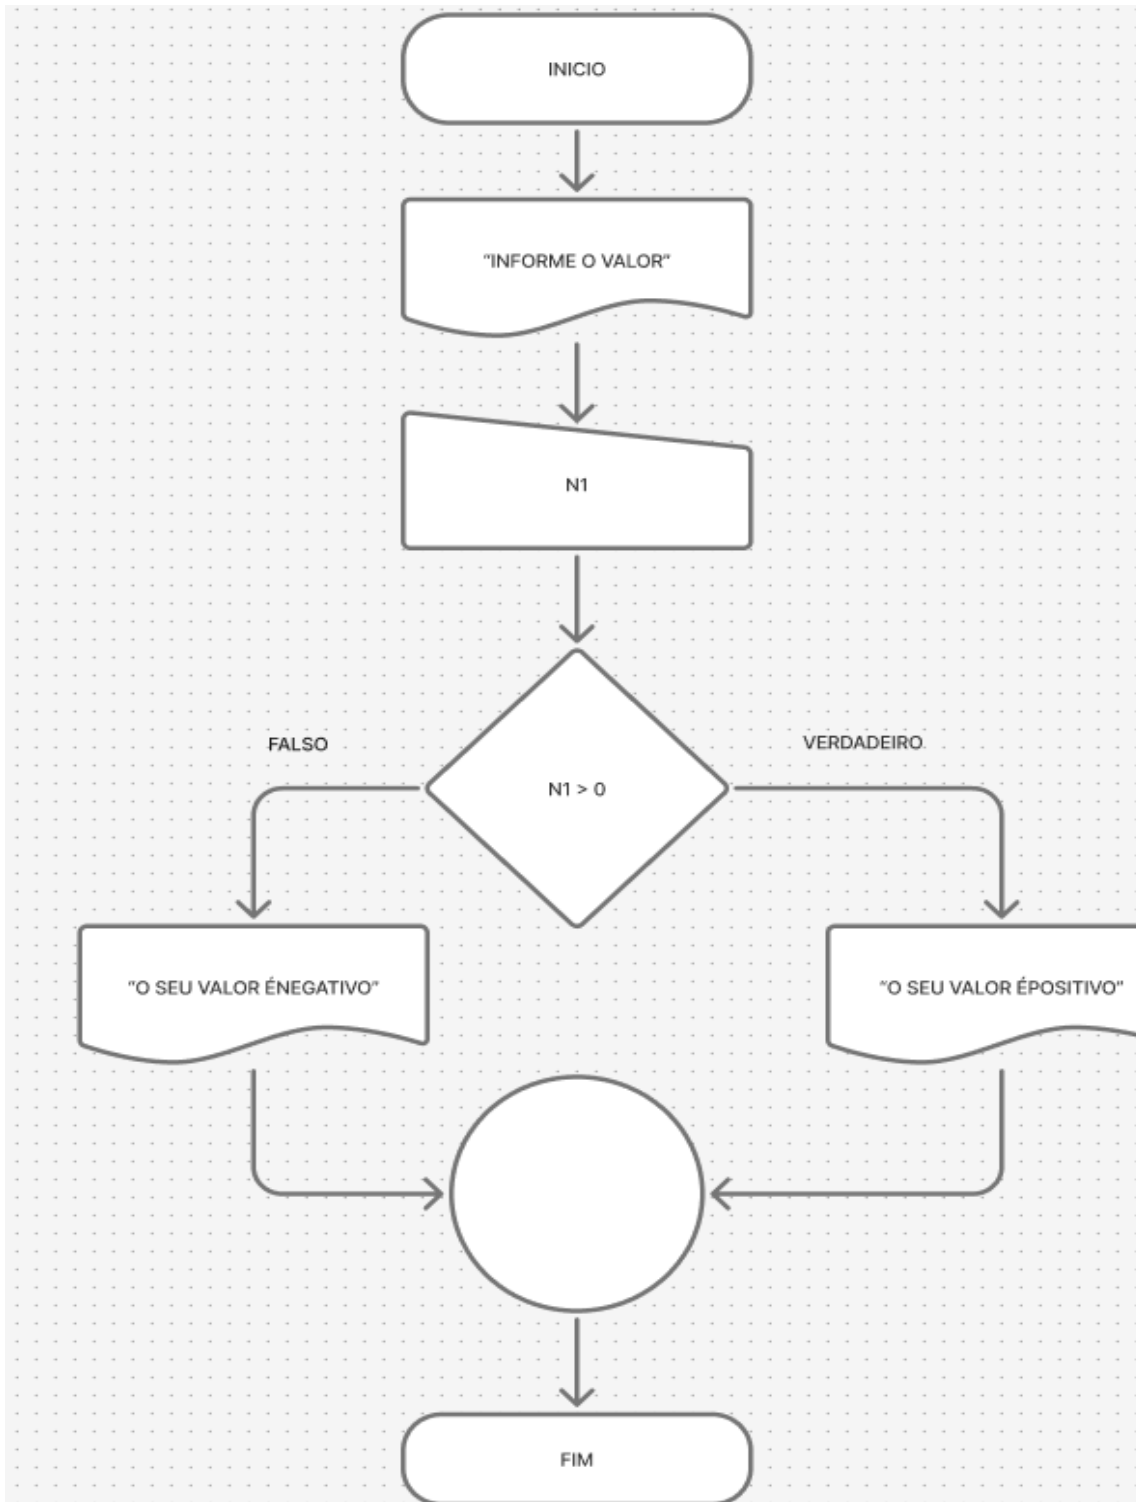 INICIO
“INFORME O VALOR”
N1
FALSO
VERDADEIRO
N1 > 0
“O SEU VALOR ÉNEGATIVO”
“O SEU VALOR ÉPOSITIVO”
FIM